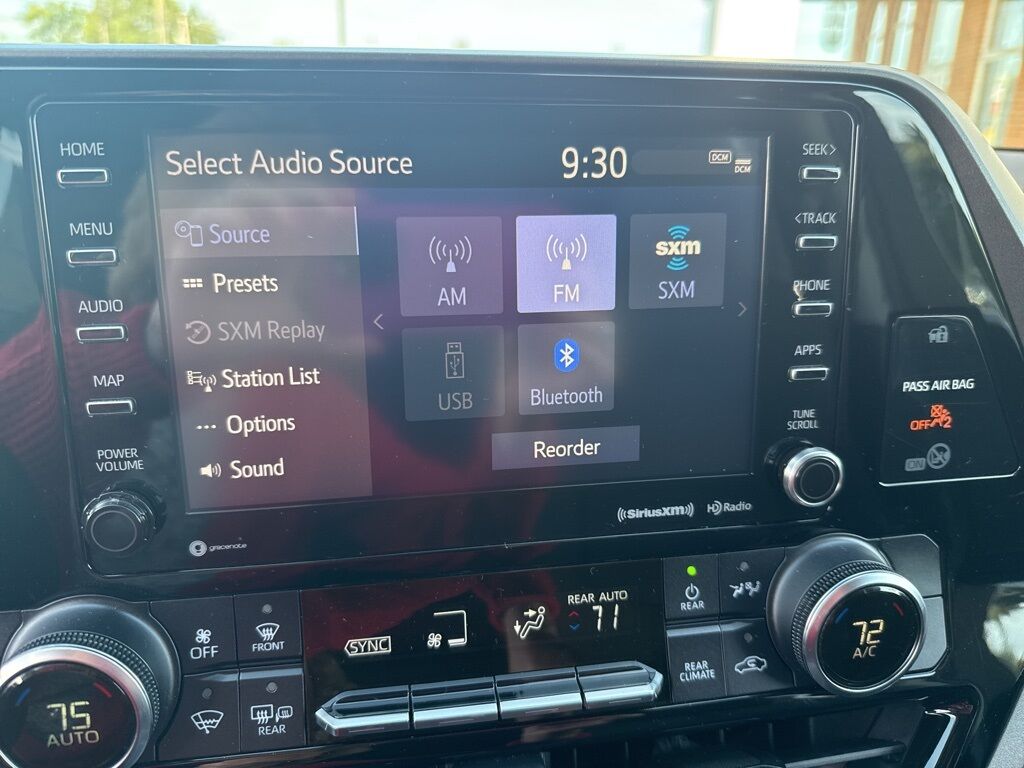 HOME
MENU
AUDIO
MAP
POWER
VOLUME
Select Audio Source
9:30
DCM
DCM
Source
Presets
SXM Replay
Station List
Options
Sound
AM
FM
sxm
SXM
USB
Bluetooth
Reorder
gracenote
((SiriusXM))
HD Radio
SEEK>
<TRACK
PHONE
APPS
TUNE
SCROLL
PASS AIR BAG
OFF 2
ON
OFF
FRONT
REAR
75
AUTO
SYNC
REAR AUTO
71
REAR
REAR
CLIMATE
72
A/C